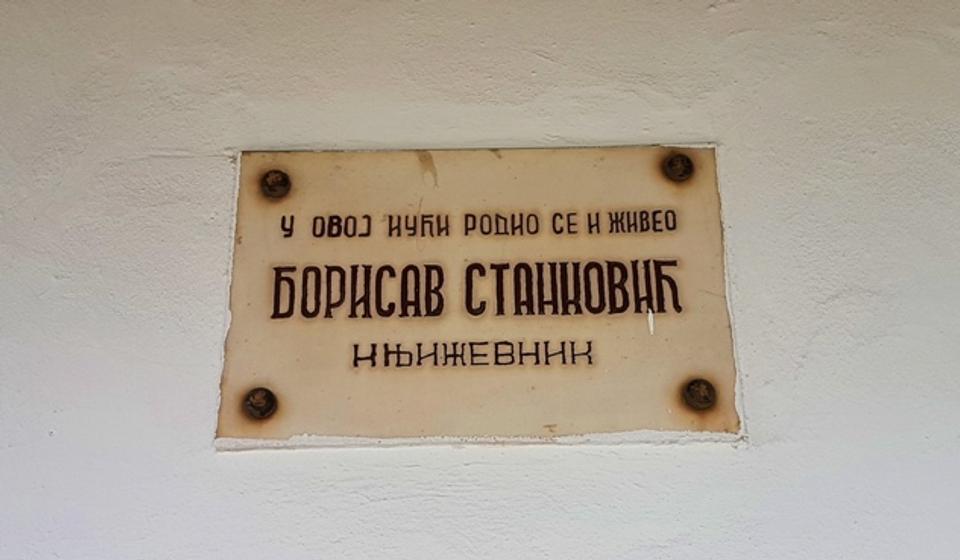 У ОВОЈ КУЋИ РОДИО СЕ И ЖИВЕО
БОРИСАВ СТАНКОВИЋ
КЊИЖЕВНИК